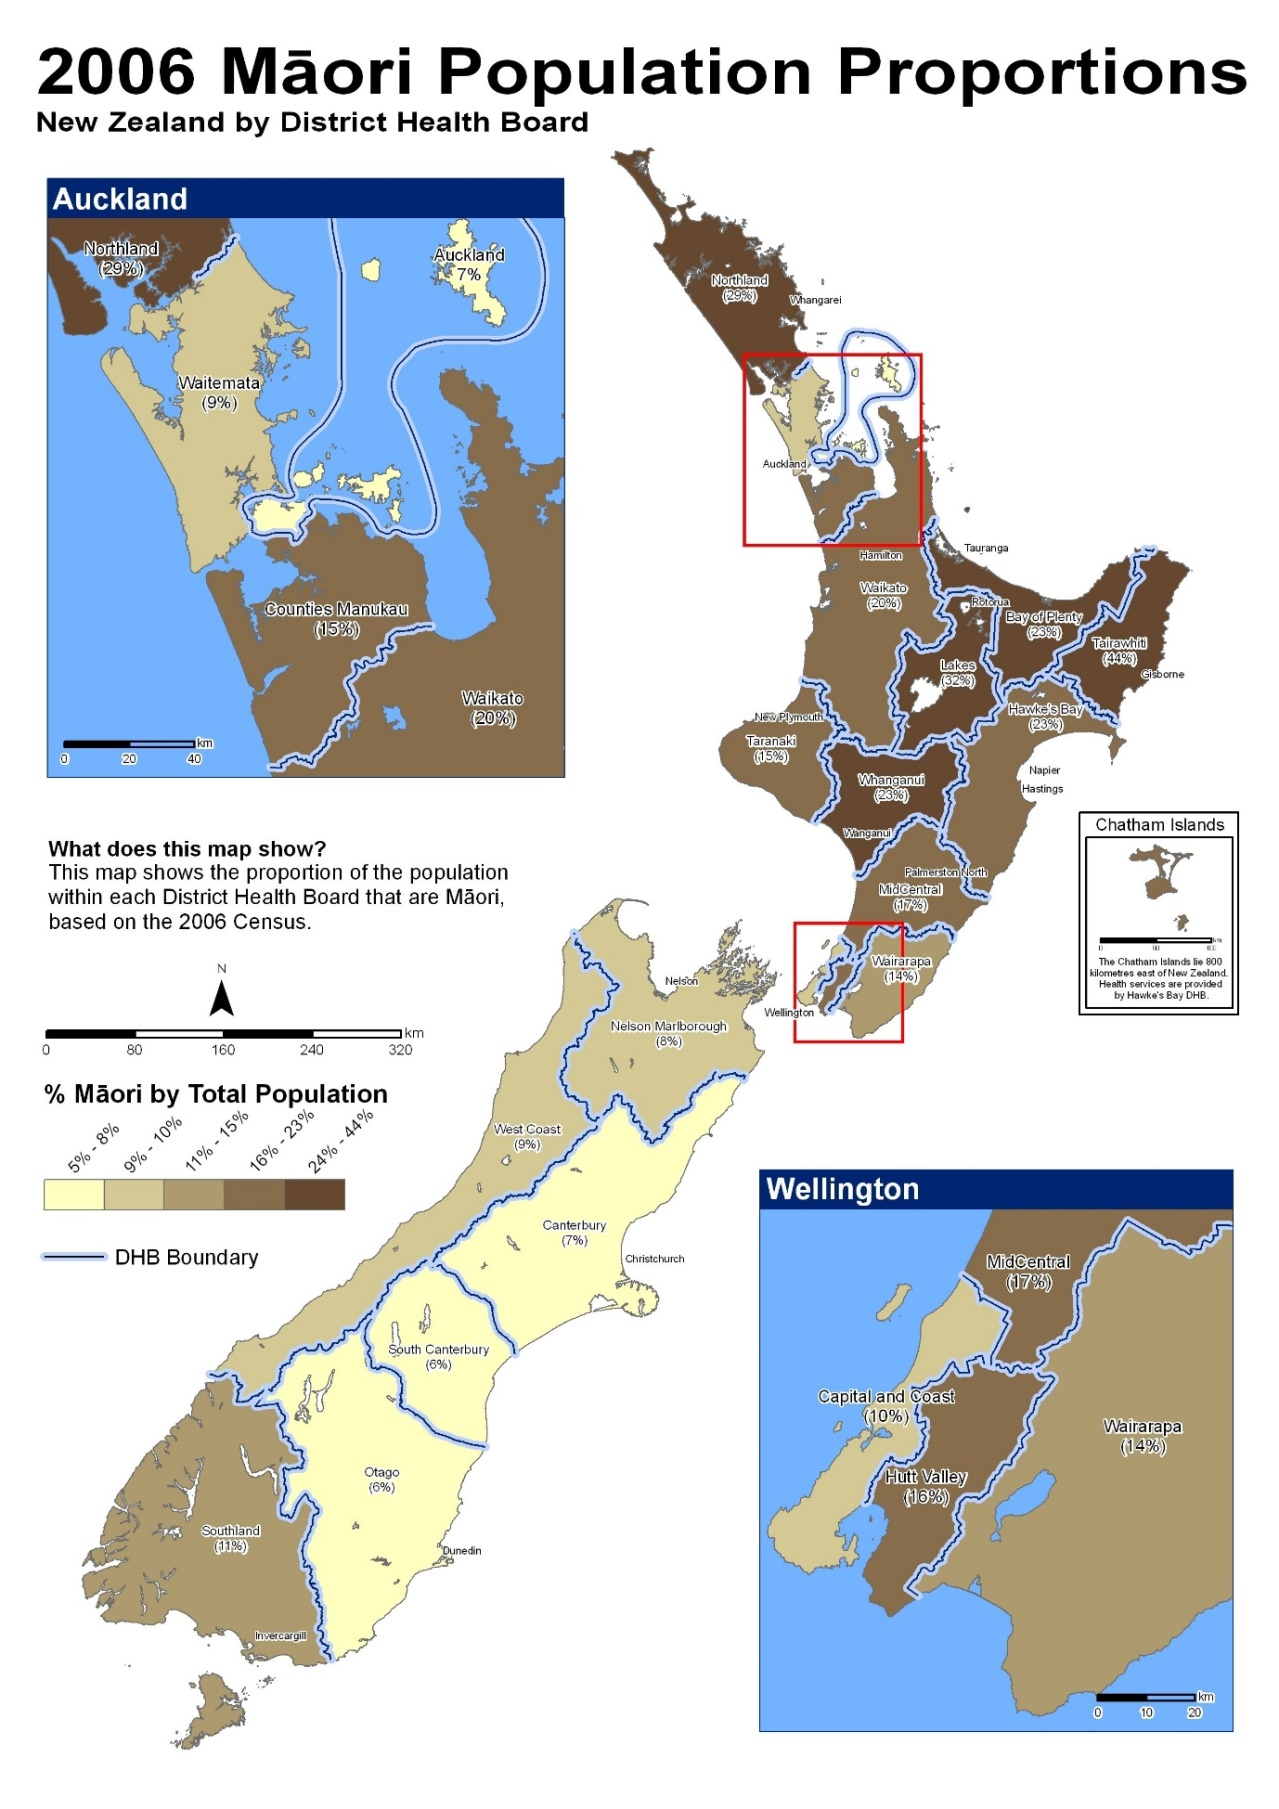 2006 Māori Population Proportions
New Zealand by District Health Board
Auckland
Northland
(29%)
Auckland
7%
Waitemata
(9%)
Counties Manukau
(15%)
Waikato
(20%)
km
0 20 40
Northland
(29%)
Whangarei
Auckland
Hamilton
Tauranga
Waikato
(20%)
Rotorua
Bay of Plenty
(23%)
Tairawhiti
(44%)
Gisborne
Lakes
(32%)
Hawke's Bay
(23%)
New Plymouth
Taranaki
(15%)
Napier
Hastings
Whanganui
(23%)
Wanganui
Palmerston North
MidCentral
(17%)
Wairarapa
(14%)
Wellington
Chatham Islands
km
0 50 100
The Chatham Islands lie 800
kilometres east of New Zealand.
Health services are provided
by Hawke's Bay DHB.
What does this map show?
This map shows the proportion of the population
within each District Health Board that are Māori,
based on the 2006 Census.
N
km
0 80 160 240 320
% Māori by Total Population
5% - 8% 9% - 10% 11% - 15% 16% - 23% 24% - 44%
DHB Boundary
Nelson
Nelson Marlborough
(8%)
West Coast
(9%)
Canterbury
(7%)
Christchurch
South Canterbury
(6%)
Otago
(6%)
Southland
(11%)
Dunedin
Invercargill
Wellington
MidCentral
(17%)
Capital and Coast
(10%)
Wairarapa
(14%)
Hutt Valley
(16%)
km
0 10 20